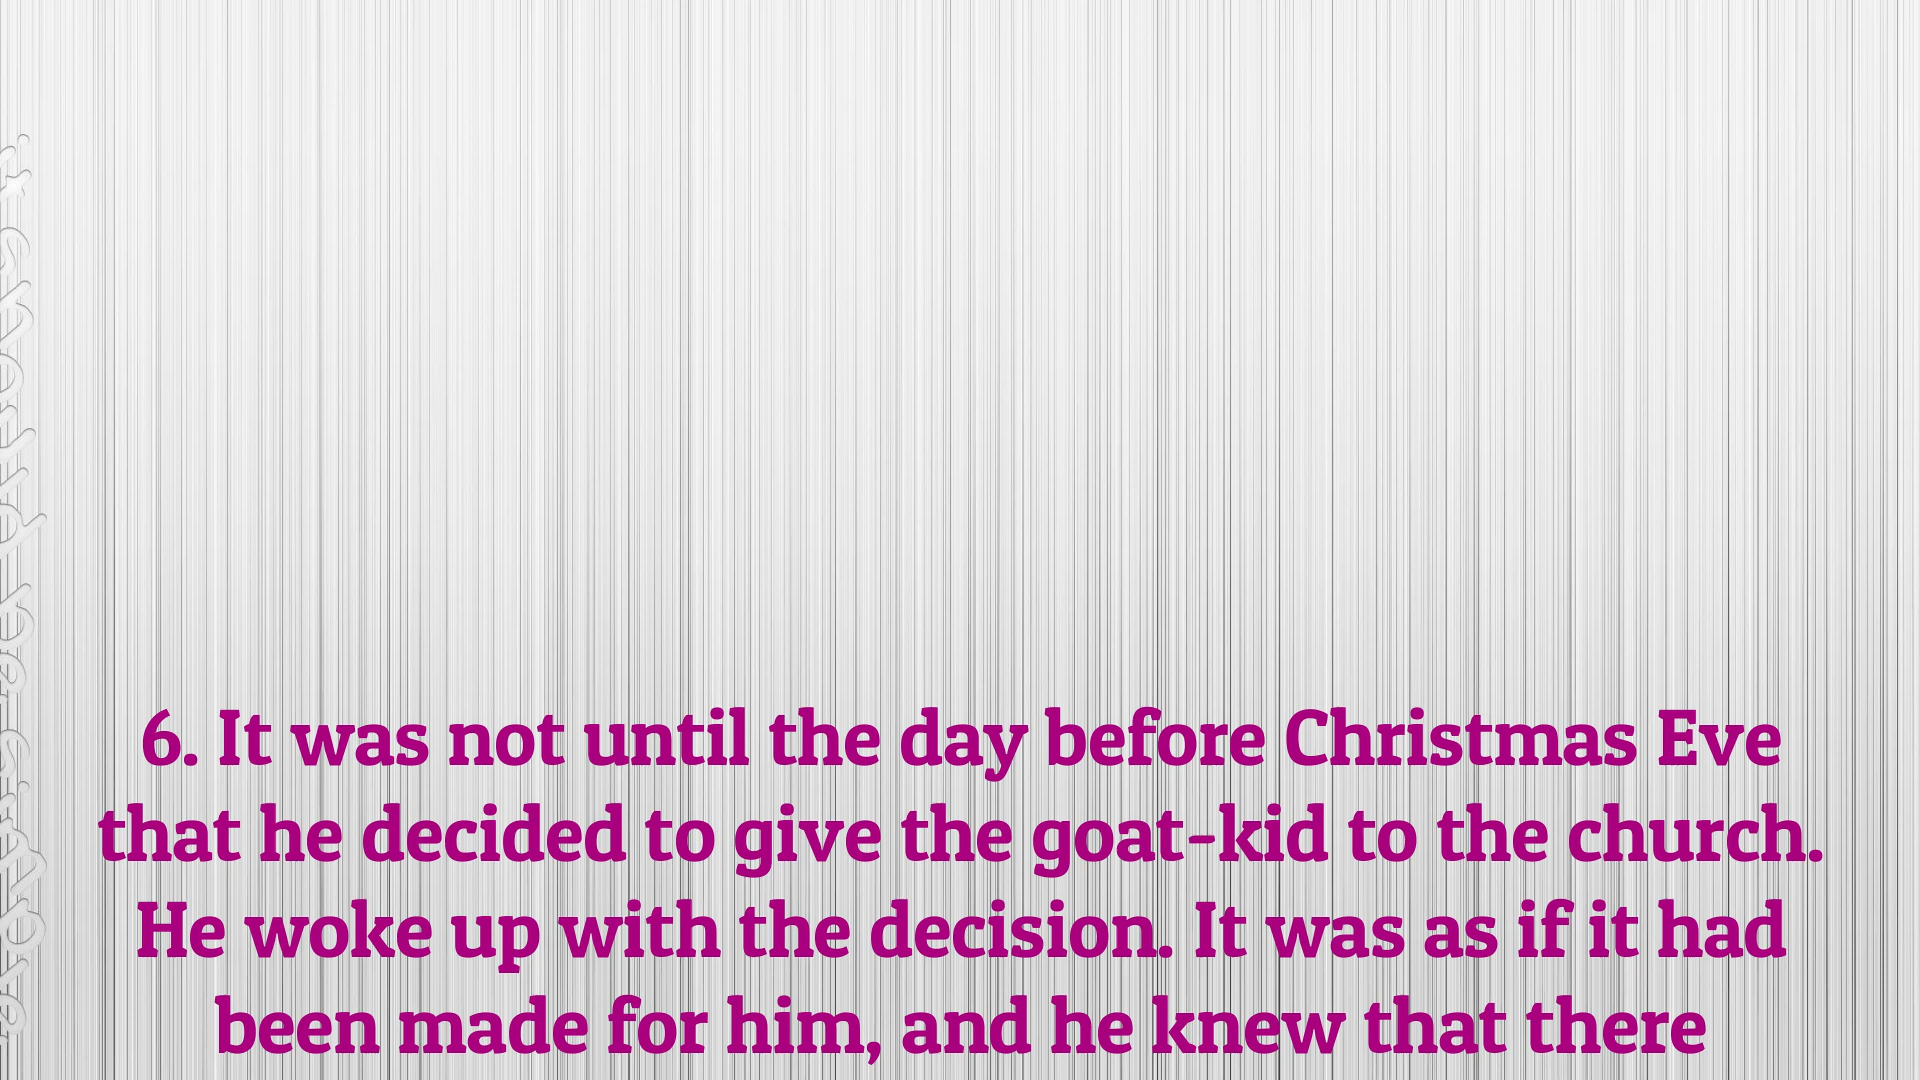 6. It was not until the day before Christmas Eve
that he decided to give the goat-kid to the church.
He woke up with the decision. It was as if it had
been made for him, and he knew that there